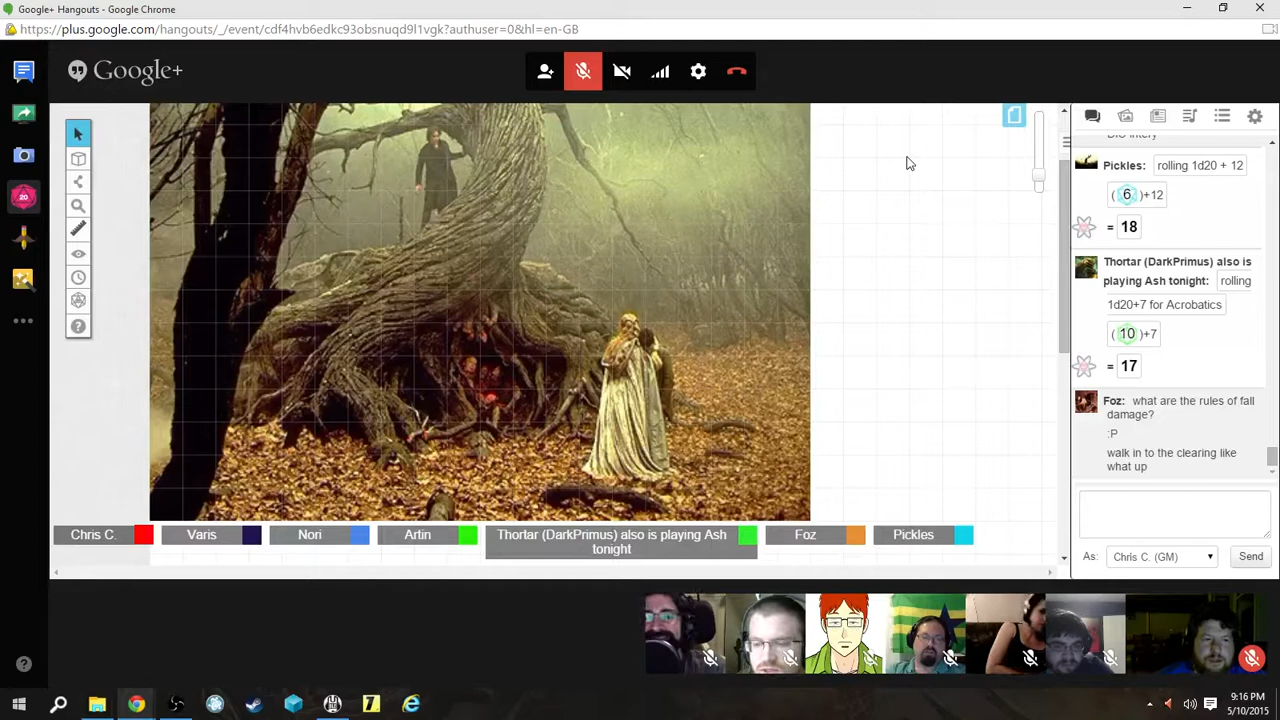 Google+ Hangouts - Google Chrome
https://plus.google.com/hangouts/_/event/cdf4hvb6edkc93obsnuqd9l1vgk?authuser=0&hl=en-GB
Google+
20
Pickles: rolling 1d20 + 12
( 6 )+12
= 18
Thortar (DarkPrimus) also is
playing Ash tonight: rolling
1d20+7 for Acrobatics
( 10 )+7
= 17
Foz: what are the rules of fall
damage?
:P
walk in to the clearing like
what up
Chris C.
Varis
Nori
Artin
Thortar (DarkPrimus) also is playing Ash
tonight
Foz
Pickles
As: Chris C. (GM) Send
9:16 PM
5/10/2015